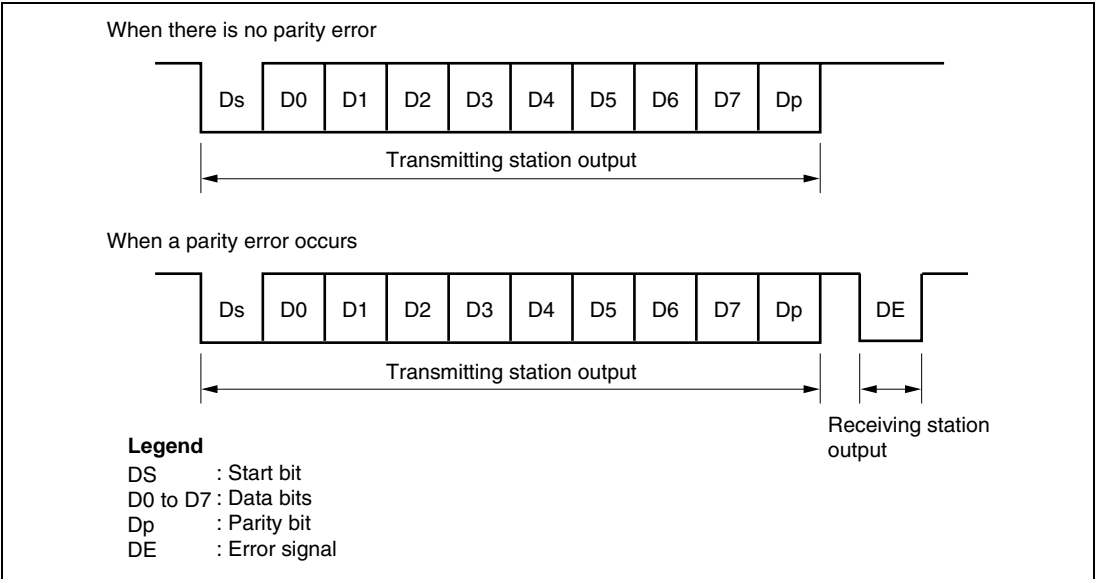 When there is no parity error
Ds D0 D1 D2 D3 D4 D5 D6 D7 Dp
Transmitting station output
When a parity error occurs
Ds D0 D1 D2 D3 D4 D5 D6 D7 Dp DE
Transmitting station output
Receiving station
output
Legend
DS : Start bit
D0 to D7 : Data bits
Dp : Parity bit
DE : Error signal